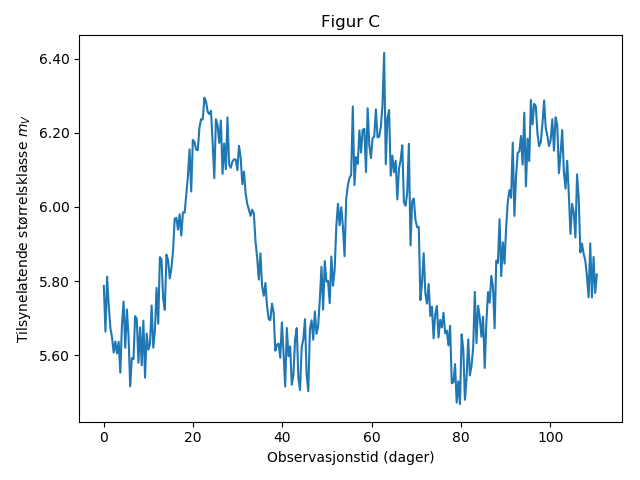 Figur C
Tilsynelatende størrelsesklasse m_V
6.40
6.20
6.00
5.80
5.60
0 20 40 60 80 100
Observasjonstid (dager)